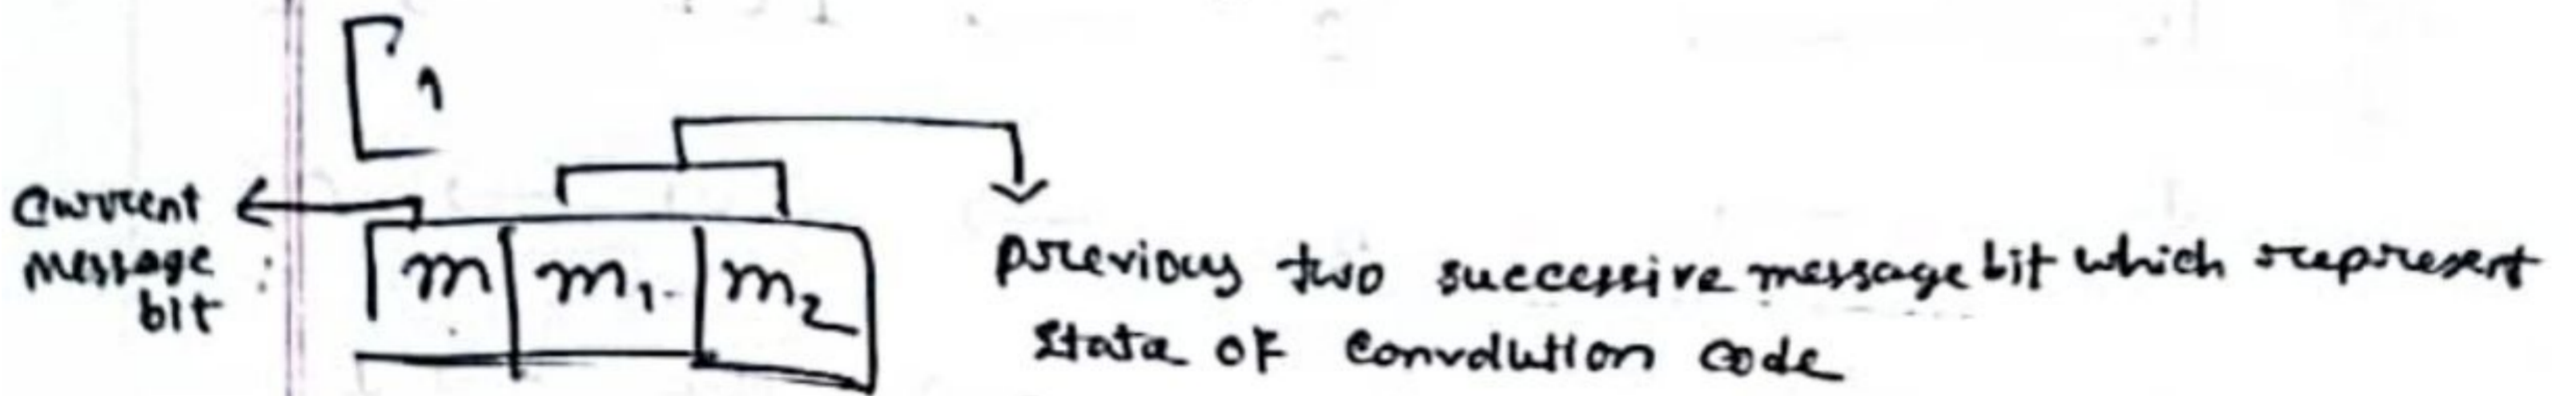 Current
message
bit
m m₁ m₂
previous two successive message bit which represent
state of convolution code